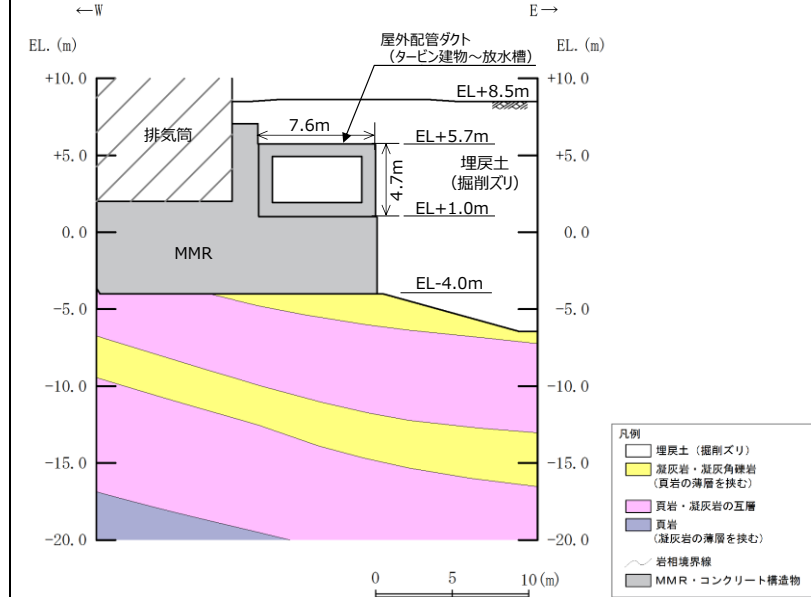 ←W
E→
EL. (m)
屋外配管ダクト
(タービン建物～放水槽)
EL. (m)
+10.0
+10.0
EL+8.5m
7.6m
排気筒
EL+5.7m
+5.0
4.7m
埋戻土
(掘削ズリ)
+5.0
EL+1.0m
0.0
0.0
MMR
EL-4.0m
-5.0
-5.0
-10.0
-10.0
-15.0
-15.0
-20.0
-20.0
凡例
埋戻土（掘削ズリ）
凝灰岩・凝灰角礫岩
(頁岩の薄層を挟む)
頁岩・凝灰岩の互層
頁岩
(凝灰岩の薄層を挟む)
岩相境界線
MMR・コンクリート構造物
0 5 10(m)